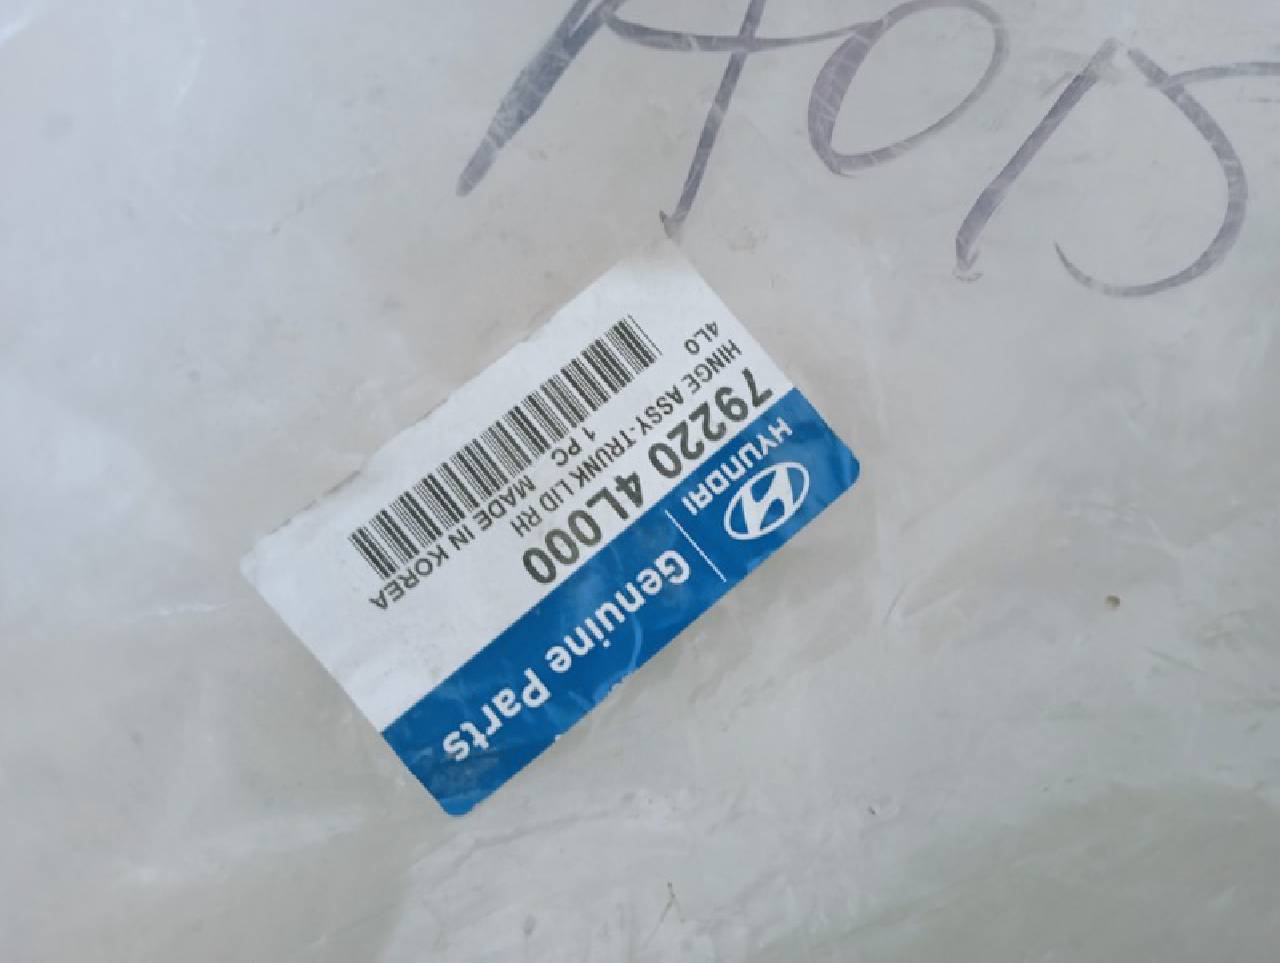 HYUNDAI Genuine Parts
79220 4L000
HINGE ASSY-TRUNK LID RH
4L0 1 PC MADE IN KOREA